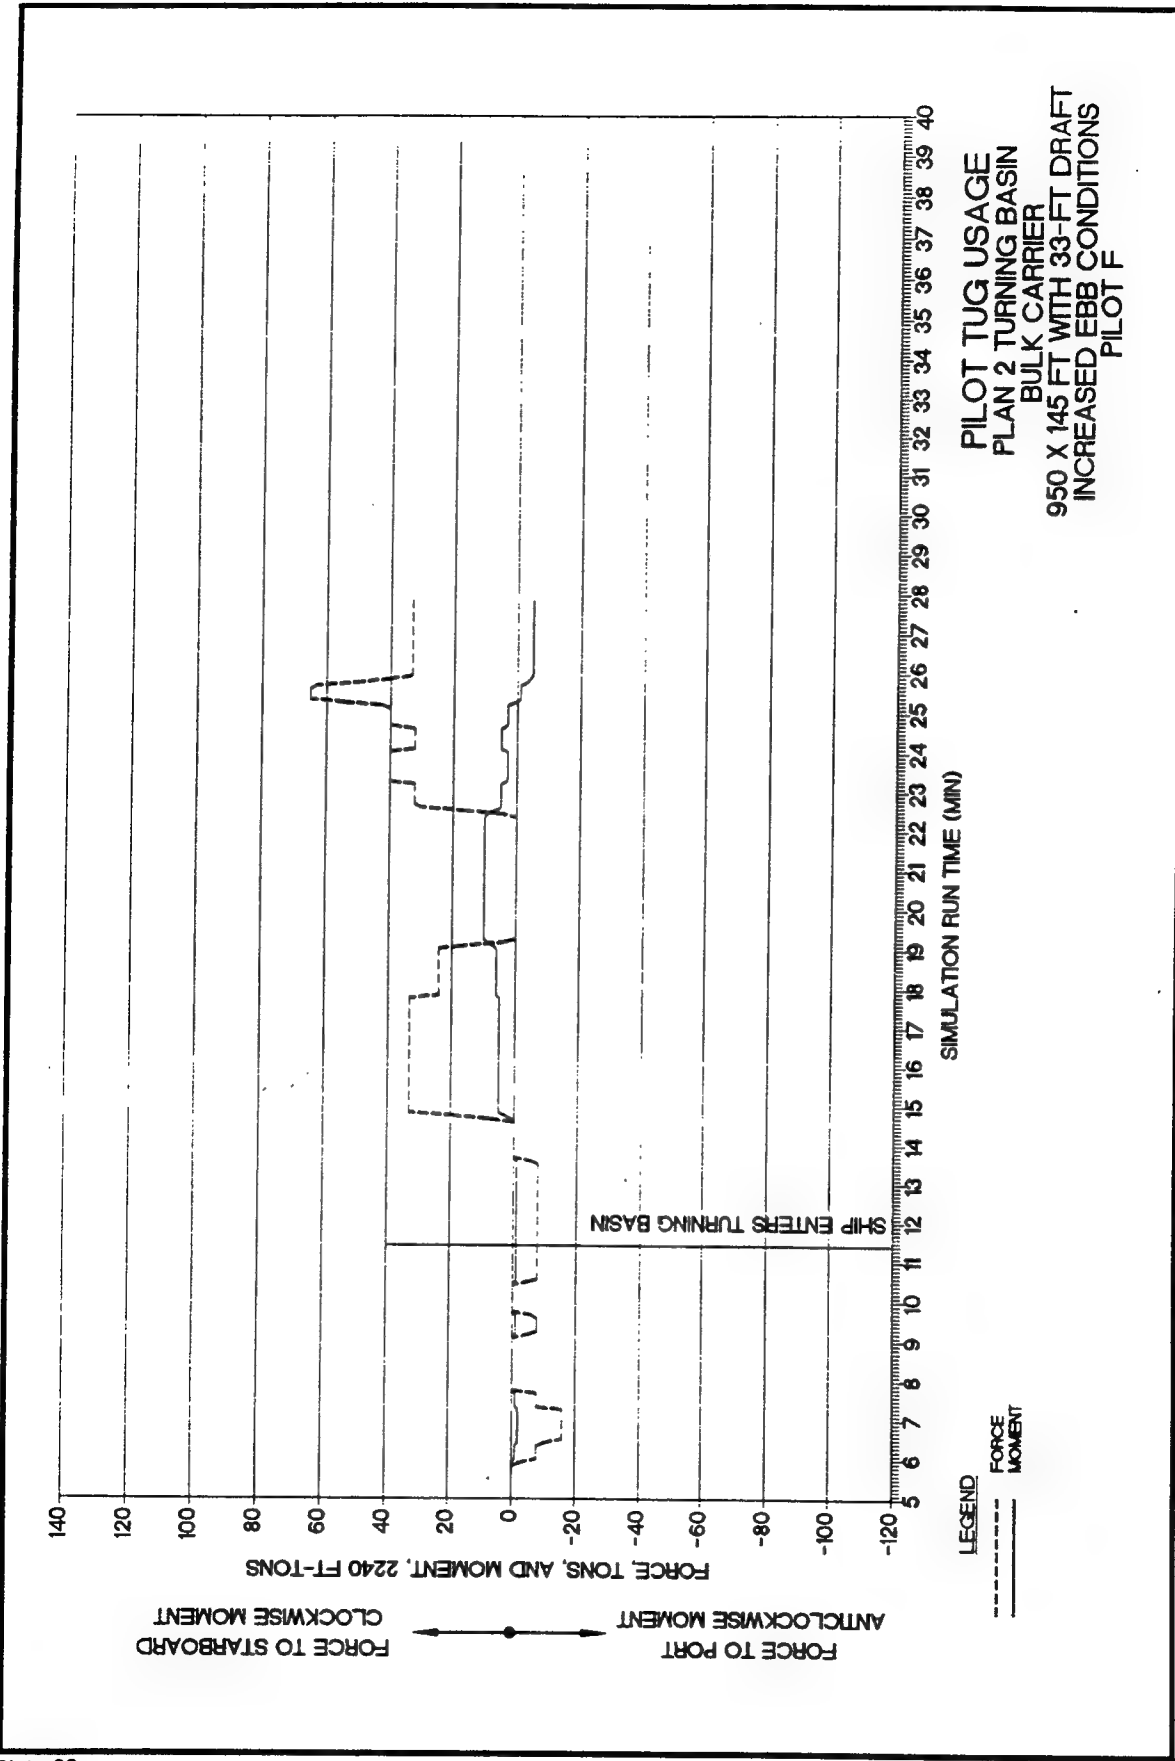 FORCE TO STARBOARD
CLOCKWISE MOMENT
FORCE TO PORT
ANTICLOCKWISE MOMENT
FORCE, TONS, AND MOMENT, 2240 FT-TONS
140
120
100
80
60
40
20
0
-20
-40
-60
-80
-100
-120
SHIP ENTERS TURNING BASIN
5 6 7 8 9 10 11 12 13 14 15 16 17 18 19 20 21 22 23 24 25 26 27 28 29 30 31 32 33 34 35 36 37 38 39 40
SIMULATION RUN TIME (MIN)
LEGEND
FORCE
MOMENT
PILOT TUG USAGE
PLAN 2 TURNING BASIN
BULK CARRIER
950 X 145 FT WITH 33-FT DRAFT
INCREASED EBB CONDITIONS
PILOT F